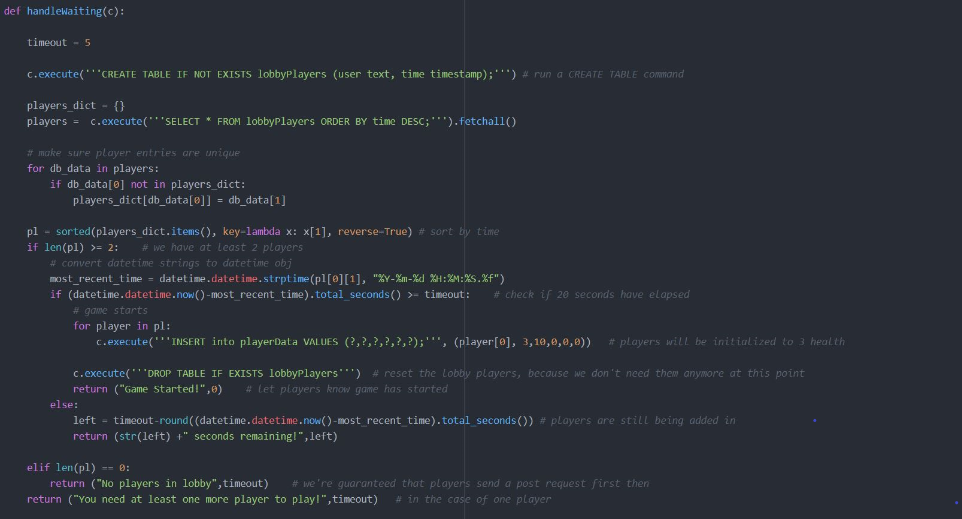 def handleWaiting(c):
timeout = 5
c.execute('''CREATE TABLE IF NOT EXISTS lobbyPlayers (user text, time timestamp);''') # run a CREATE TABLE command
players_dict = {}
players =  c.execute('''SELECT * FROM lobbyPlayers ORDER BY time DESC;''').fetchall()
# make sure player entries are unique
for db_data in players:
if db_data[0] not in players_dict:
players_dict[db_data[0]] = db_data[1]
pl = sorted(players_dict.items(), key=lambda x: x[1], reverse=True) # sort by time
if len(pl) >= 2:    # we have at least 2 players
# convert datetime strings to datetime obj
most_recent_time = datetime.datetime.strptime(pl[0][1], "%Y-%m-%d %H:%M:%S.%f")
if (datetime.datetime.now()-most_recent_time).total_seconds() >= timeout:    # check if 20 seconds have elapsed
# game starts
for player in pl:
c.execute('''INSERT into playerData VALUES (?,?,?,?,?,?);''', (player[0], 3,10,0,0,0))   # players will be initialized to 3 health
c.execute('''DROP TABLE IF EXISTS lobbyPlayers''')  # reset the lobby players, because we don't need them anymore at this point
return ("Game Started!",0)    # let players know game has started
else:
left = timeout-round((datetime.datetime.now()-most_recent_time).total_seconds()) # players are still being added in
return (str(left) +" seconds remaining!",left)
elif len(pl) == 0:
return ("No players in lobby",timeout)    # we're guaranteed that players send a post request first then
return ("You need at least one more player to play!",timeout)   # in the case of one player